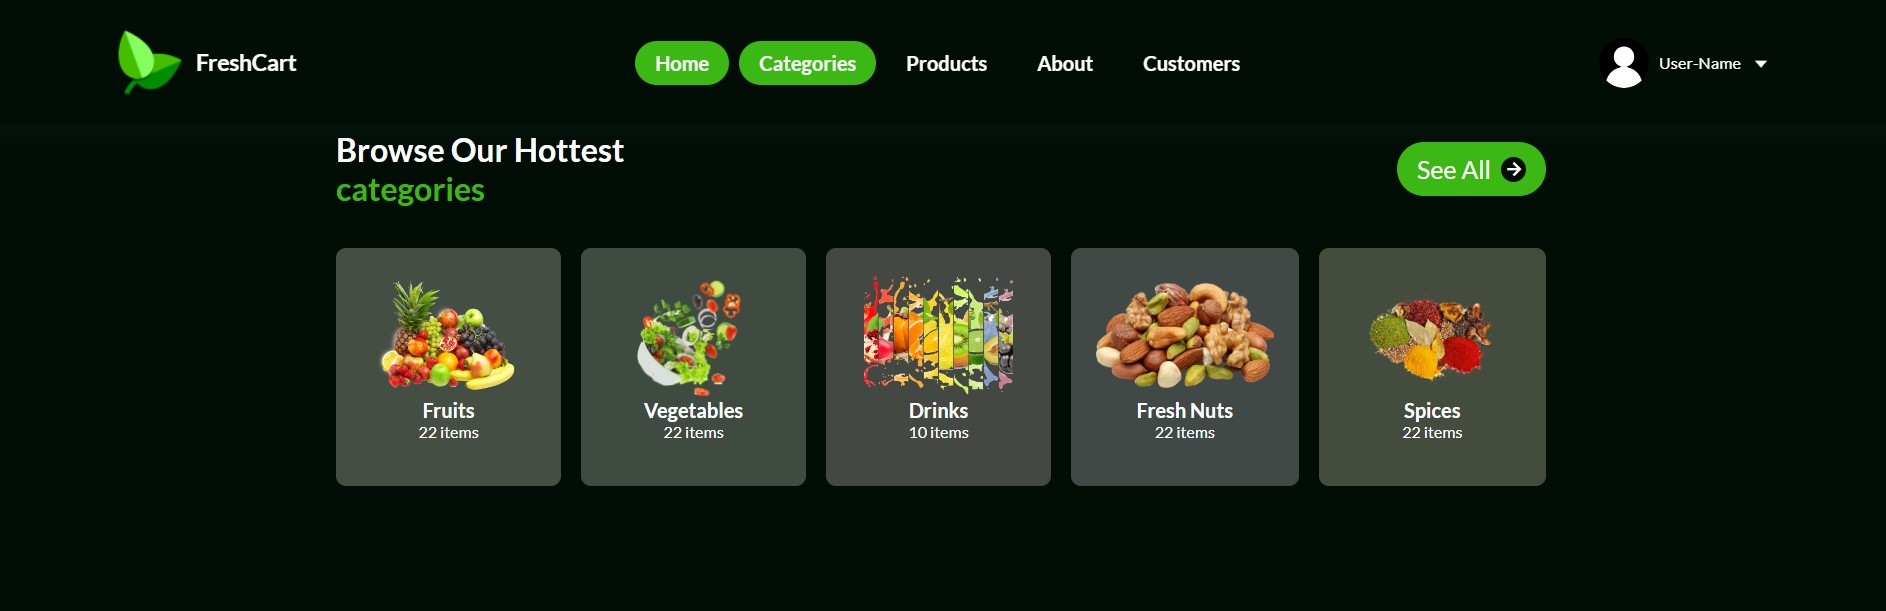 FreshCart
Home Categories Products About Customers
User-Name
Browse Our Hottest
categories
See All
Fruits
22 items
Vegetables
22 items
Drinks
10 items
Fresh Nuts
22 items
Spices
22 items